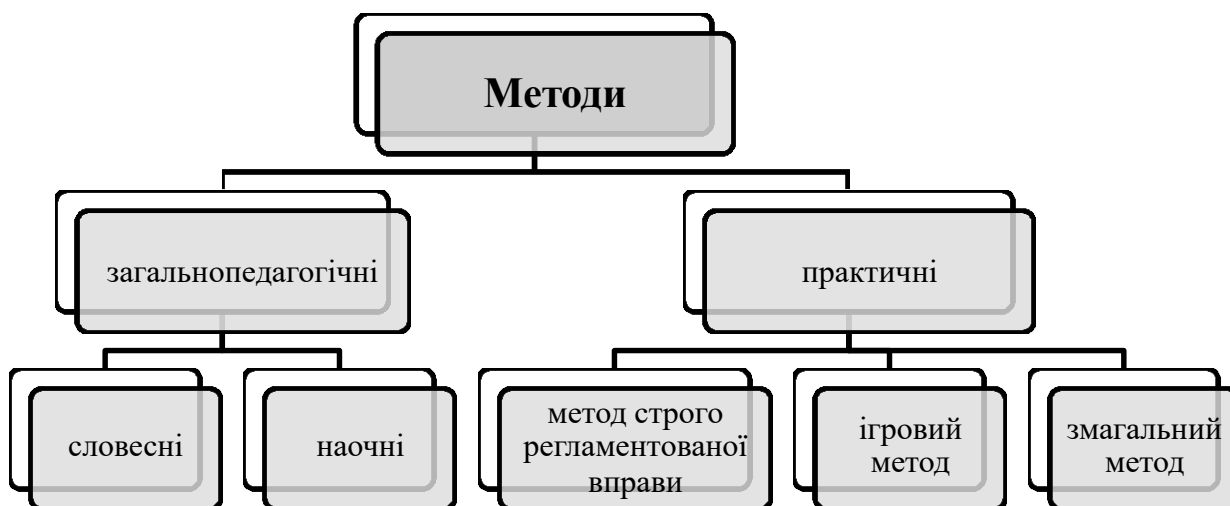 Методи
загальнопедагогічні
практичні
словесні
наочні
метод строго
регламентованої
вправи
ігровий
метод
змагальний
метод